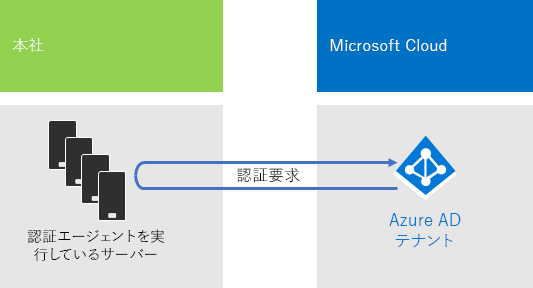 本社
Microsoft Cloud
認証要求
認証エージェントを実
行しているサーバー
Azure AD
テナント